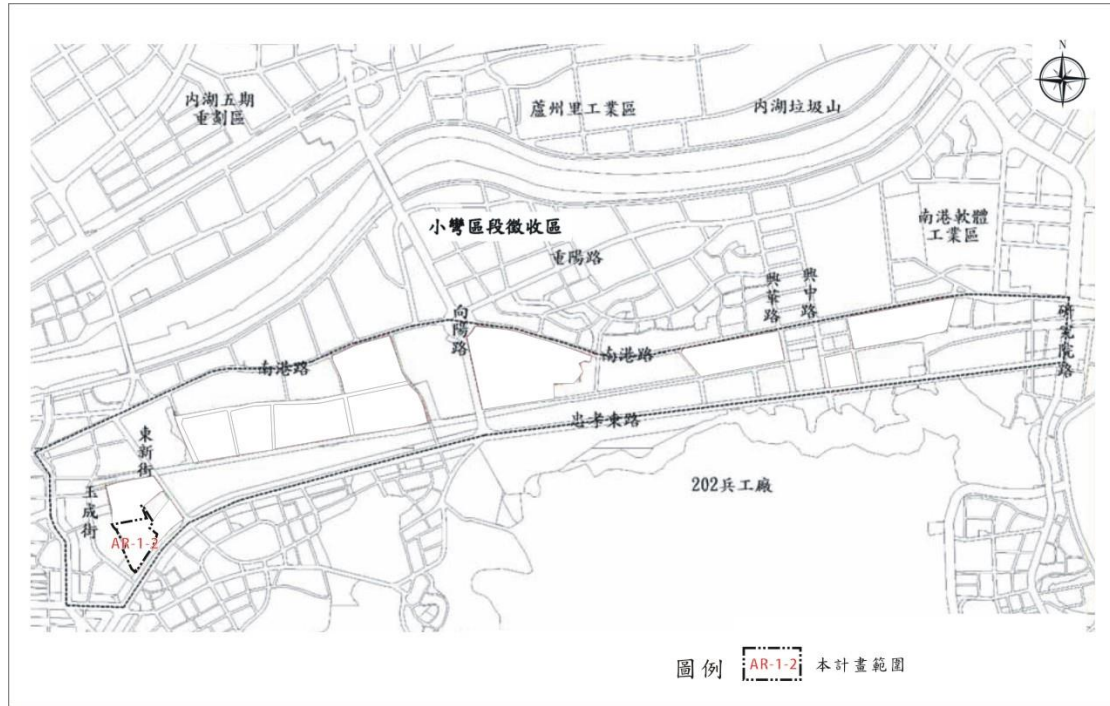 N
內湖五期
重劃區
蘆州里工業區
內湖垃圾山
小彎區段徵收區
南港軟體
工業區
重陽路
興華路
興中路
向陽路
南港路
南港路
研究院路
忠孝東路
東新街
玉成街
202兵工廠
AR-1-2
圖例
AR-1-2
本計畫範圍